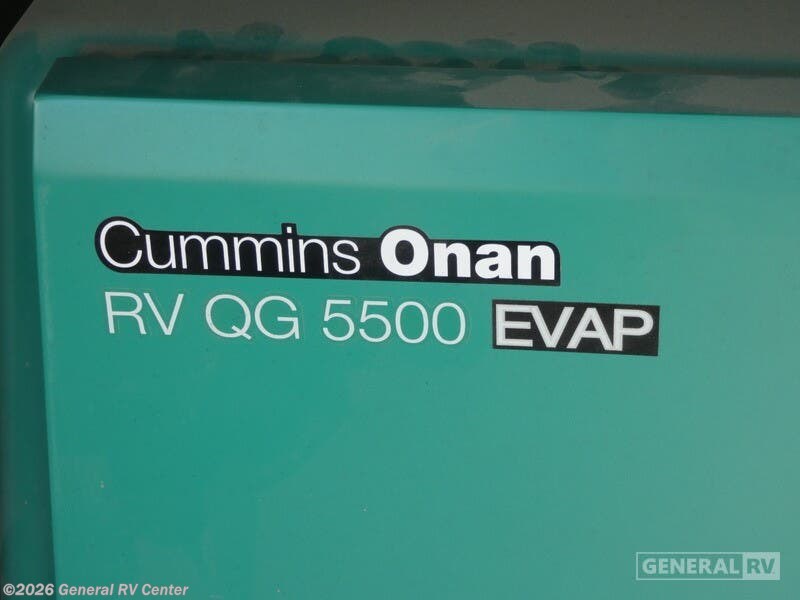 Cummins Onan
RV QG 5500 EVAP
GENERAL RV
©2026 General RV Center